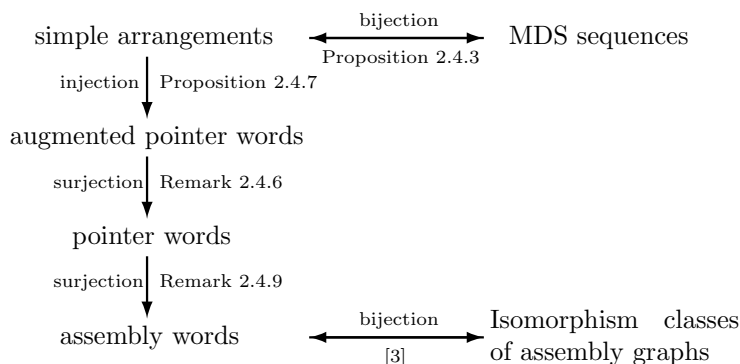 bijection
simple arrangements MDS sequences
Proposition 2.4.3
injection Proposition 2.4.7
augmented pointer words
surjection Remark 2.4.6
pointer words
surjection Remark 2.4.9
bijection
Isomorphism classes
assembly words
of assembly graphs
[3]